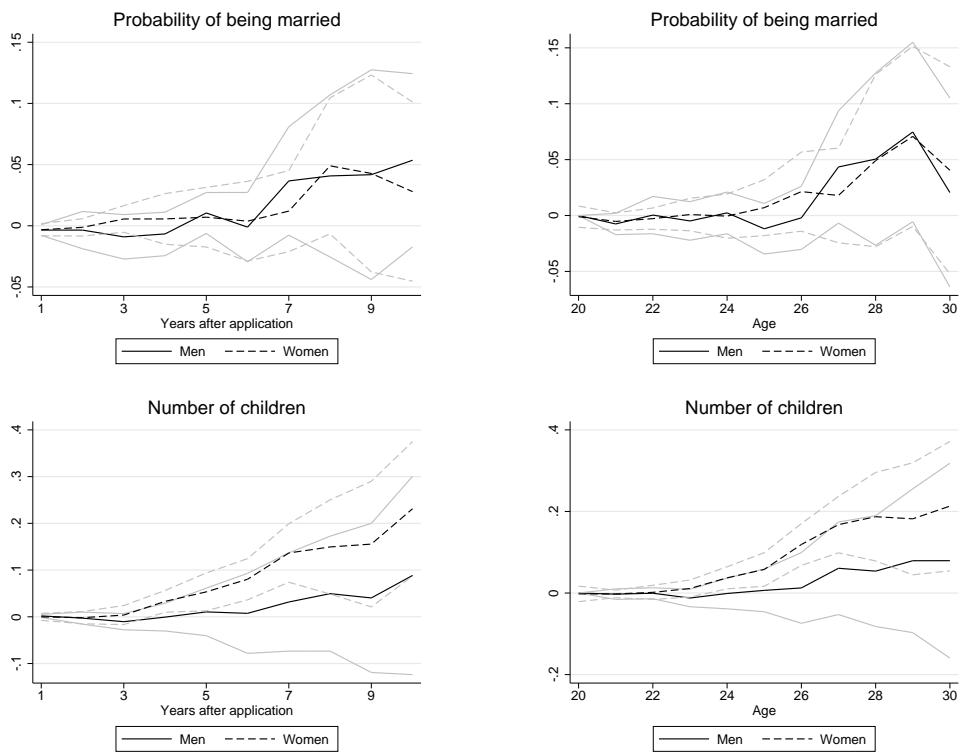 Probability of being married
.15
.1
.05
0
-.05
1 3 5 7 9
Years after application
Men Women
Probability of being married
.15
.1
.05
0
-.05
20 22 24 26 28 30
Age
Men Women
Number of children
.4
.3
.2
.1
0
-.1
1 3 5 7 9
Years after application
Men Women
Number of children
.4
.2
0
-.2
20 22 24 26 28 30
Age
Men Women